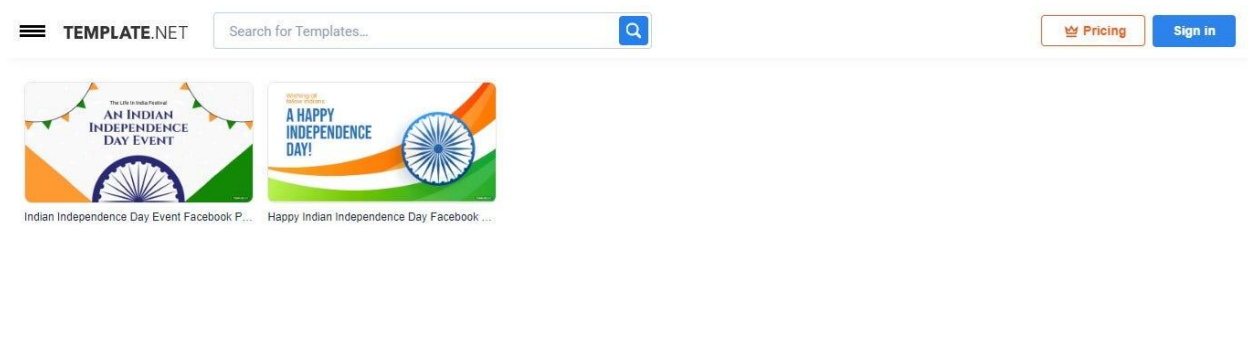 TEMPLATE.NET
Search for Templates...
Pricing
Sign in
The Life in India Festival
AN INDIAN
INDEPENDENCE
DAY EVENT
Wishing all
fellow Indians
A HAPPY
INDEPENDENCE
DAY!
Indian Independence Day Event Facebook P...
Happy Indian Independence Day Facebook ...